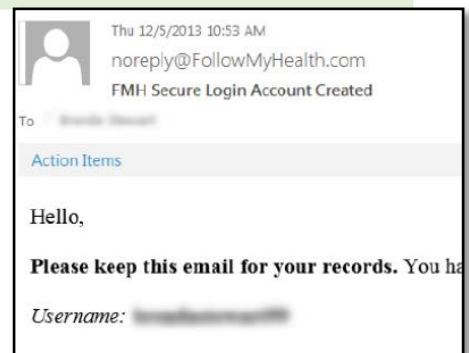 Thu 12/5/2013 10:53 AM
noreply@FollowMyHealth.com
FMH Secure Login Account Created
To
Action Items
Hello,
Please keep this email for your records. You ha
Username: